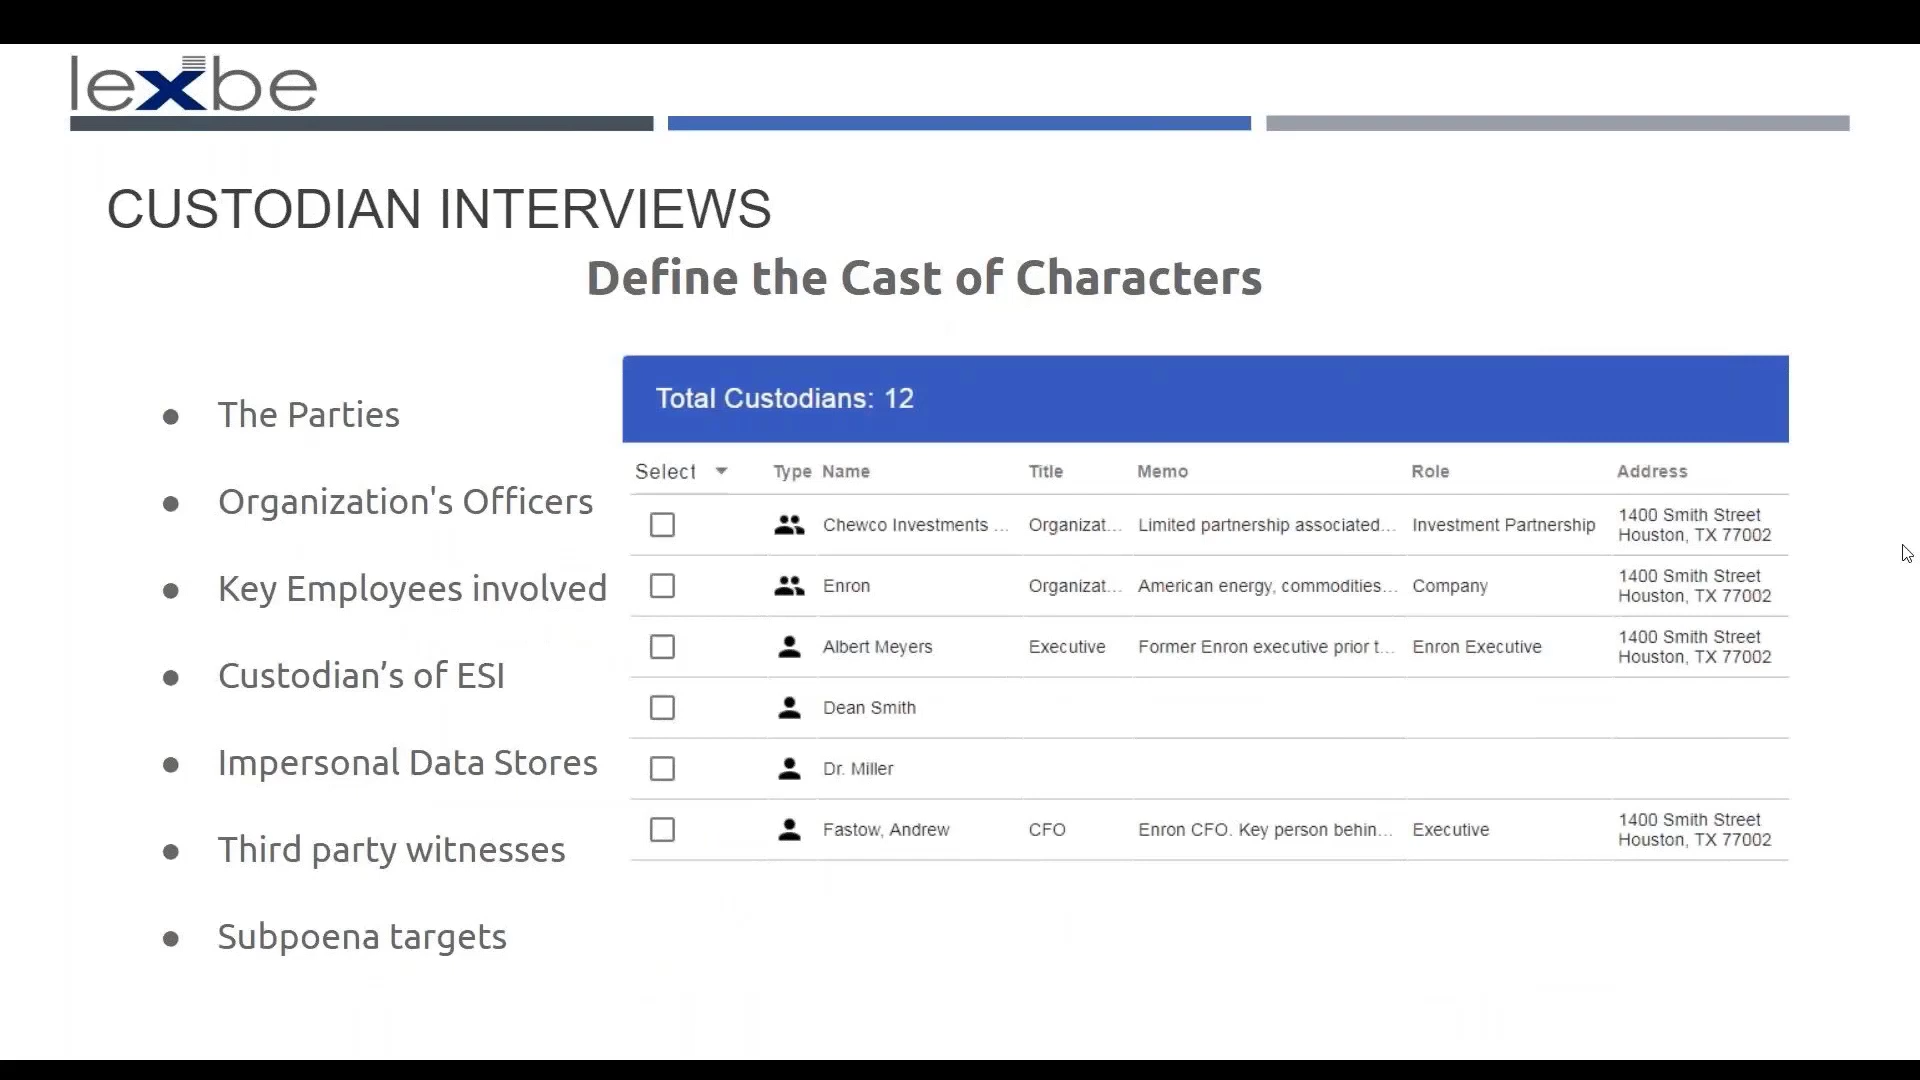 lexbe
CUSTODIAN INTERVIEWS
Define the Cast of Characters
● The Parties
● Organization's Officers
● Key Employees involved
● Custodian’s of ESI
● Impersonal Data Stores
● Third party witnesses
● Subpoena targets
Total Custodians: 12
Select Type Name Title Memo Role Address
Chewco Investments ... Organizat... Limited partnership associated... Investment Partnership 1400 Smith Street
Houston, TX 77002
Enron Organizat... American energy, commodities... Company 1400 Smith Street
Houston, TX 77002
Albert Meyers Executive Former Enron executive prior t... Enron Executive 1400 Smith Street
Houston, TX 77002
Dean Smith
Dr. Miller
Fastow, Andrew CFO Enron CFO. Key person behin... Executive 1400 Smith Street
Houston, TX 77002